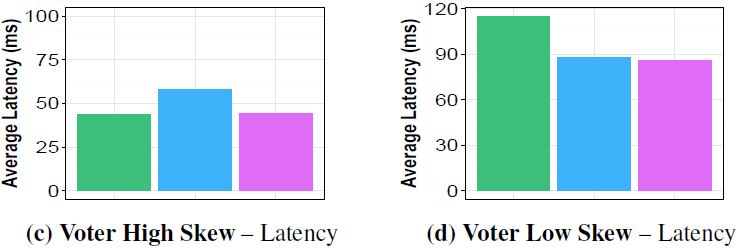 Average Latency (ms)
100
75
50
25
0
(c) Voter High Skew – Latency
Average Latency (ms)
120
90
60
30
0
(d) Voter Low Skew – Latency